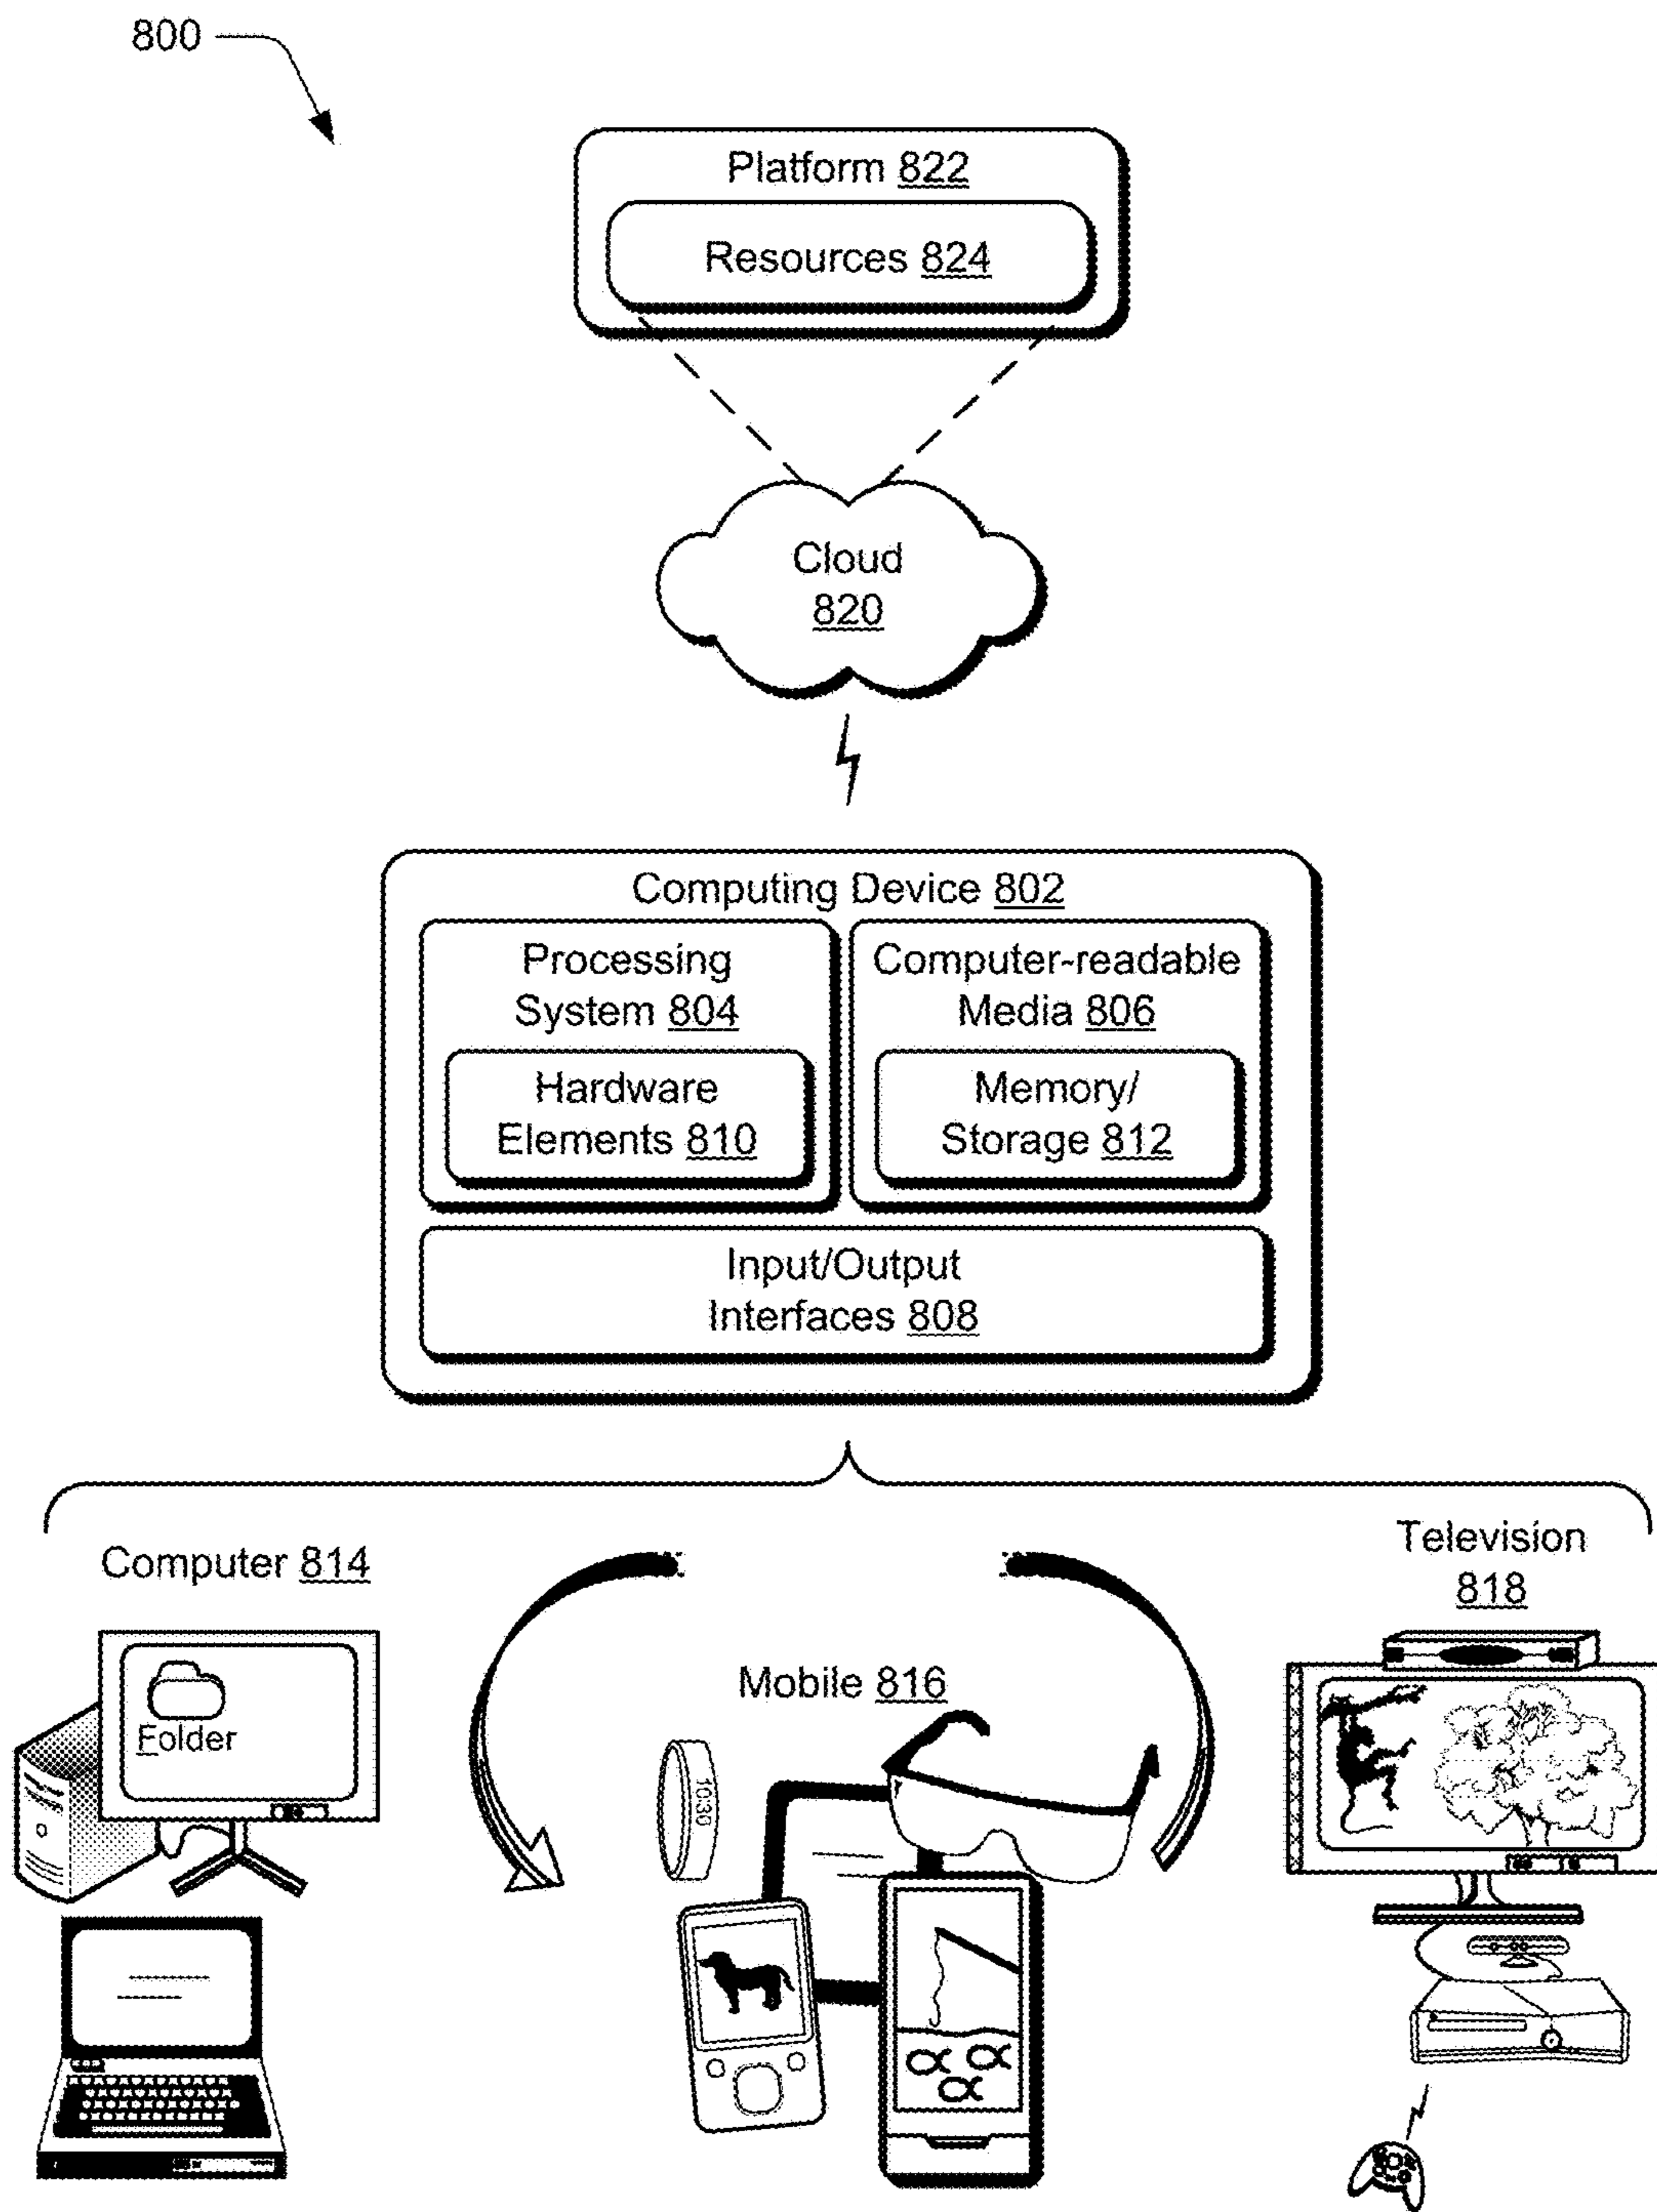 800
Platform 822
Resources 824
Cloud
820
Computing Device 802
Processing
System 804
Hardware
Elements 810
Computer-readable
Media 806
Memory/
Storage 812
Input/Output
Interfaces 808
Computer 814
Folder
Mobile 816
10:30
Television
818